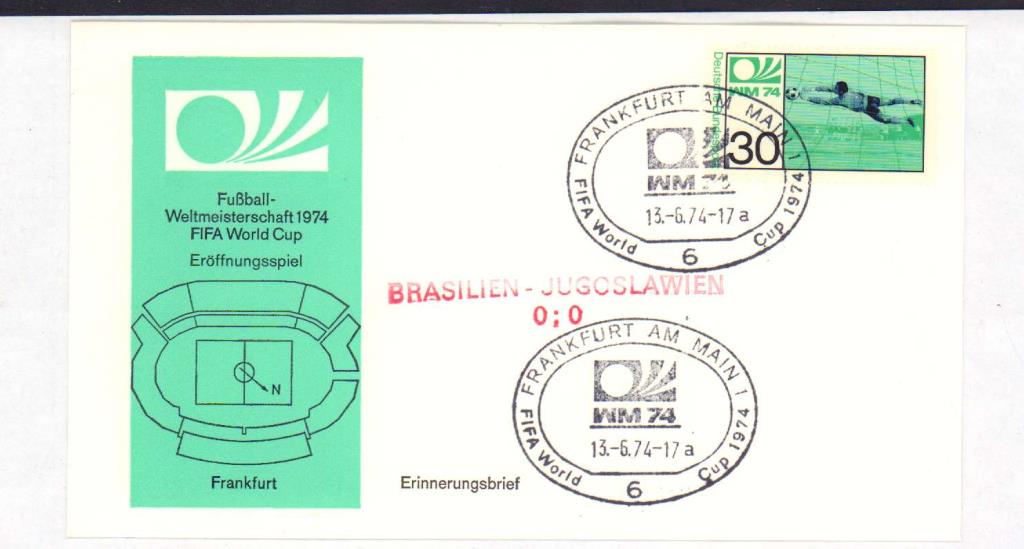 Fußball-
Weltmeisterschaft 1974
FIFA World Cup
Eröffnungsspiel
N
Frankfurt
BRASILIEN - JUGOSLAWIEN
0;0
Erinnerungsbrief
Deutsche Bundespost
WM 74
30
FRANKFURT AM MAIN 1
WM 74
13.-6.74-17 a
FIFA World Cup 1974
6
FRANKFURT AM MAIN 1
WM 74
13.-6.74-17 a
FIFA World Cup 1974
6